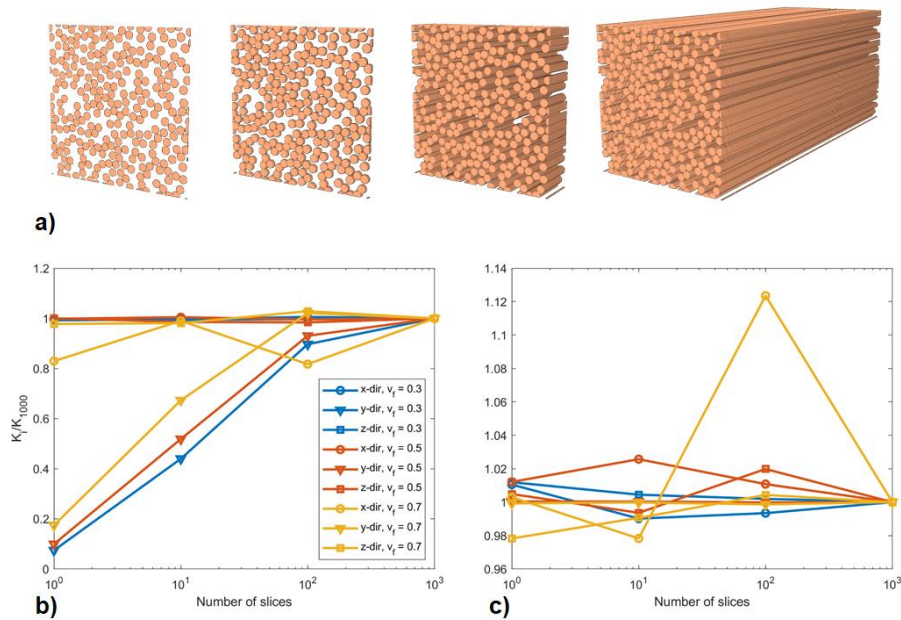 a)
1.2
1
0.8
0.6
0.4
0.2
0
K_i/K_1000
x-dir, v_f = 0.3
y-dir, v_f = 0.3
z-dir, v_f = 0.3
x-dir, v_f = 0.5
y-dir, v_f = 0.5
z-dir, v_f = 0.5
x-dir, v_f = 0.7
y-dir, v_f = 0.7
z-dir, v_f = 0.7
10^0 10^1 10^2 10^3
Number of slices
b)
1.14
1.12
1.1
1.08
1.06
1.04
1.02
1
0.98
0.96
10^0 10^1 10^2 10^3
Number of slices
c)